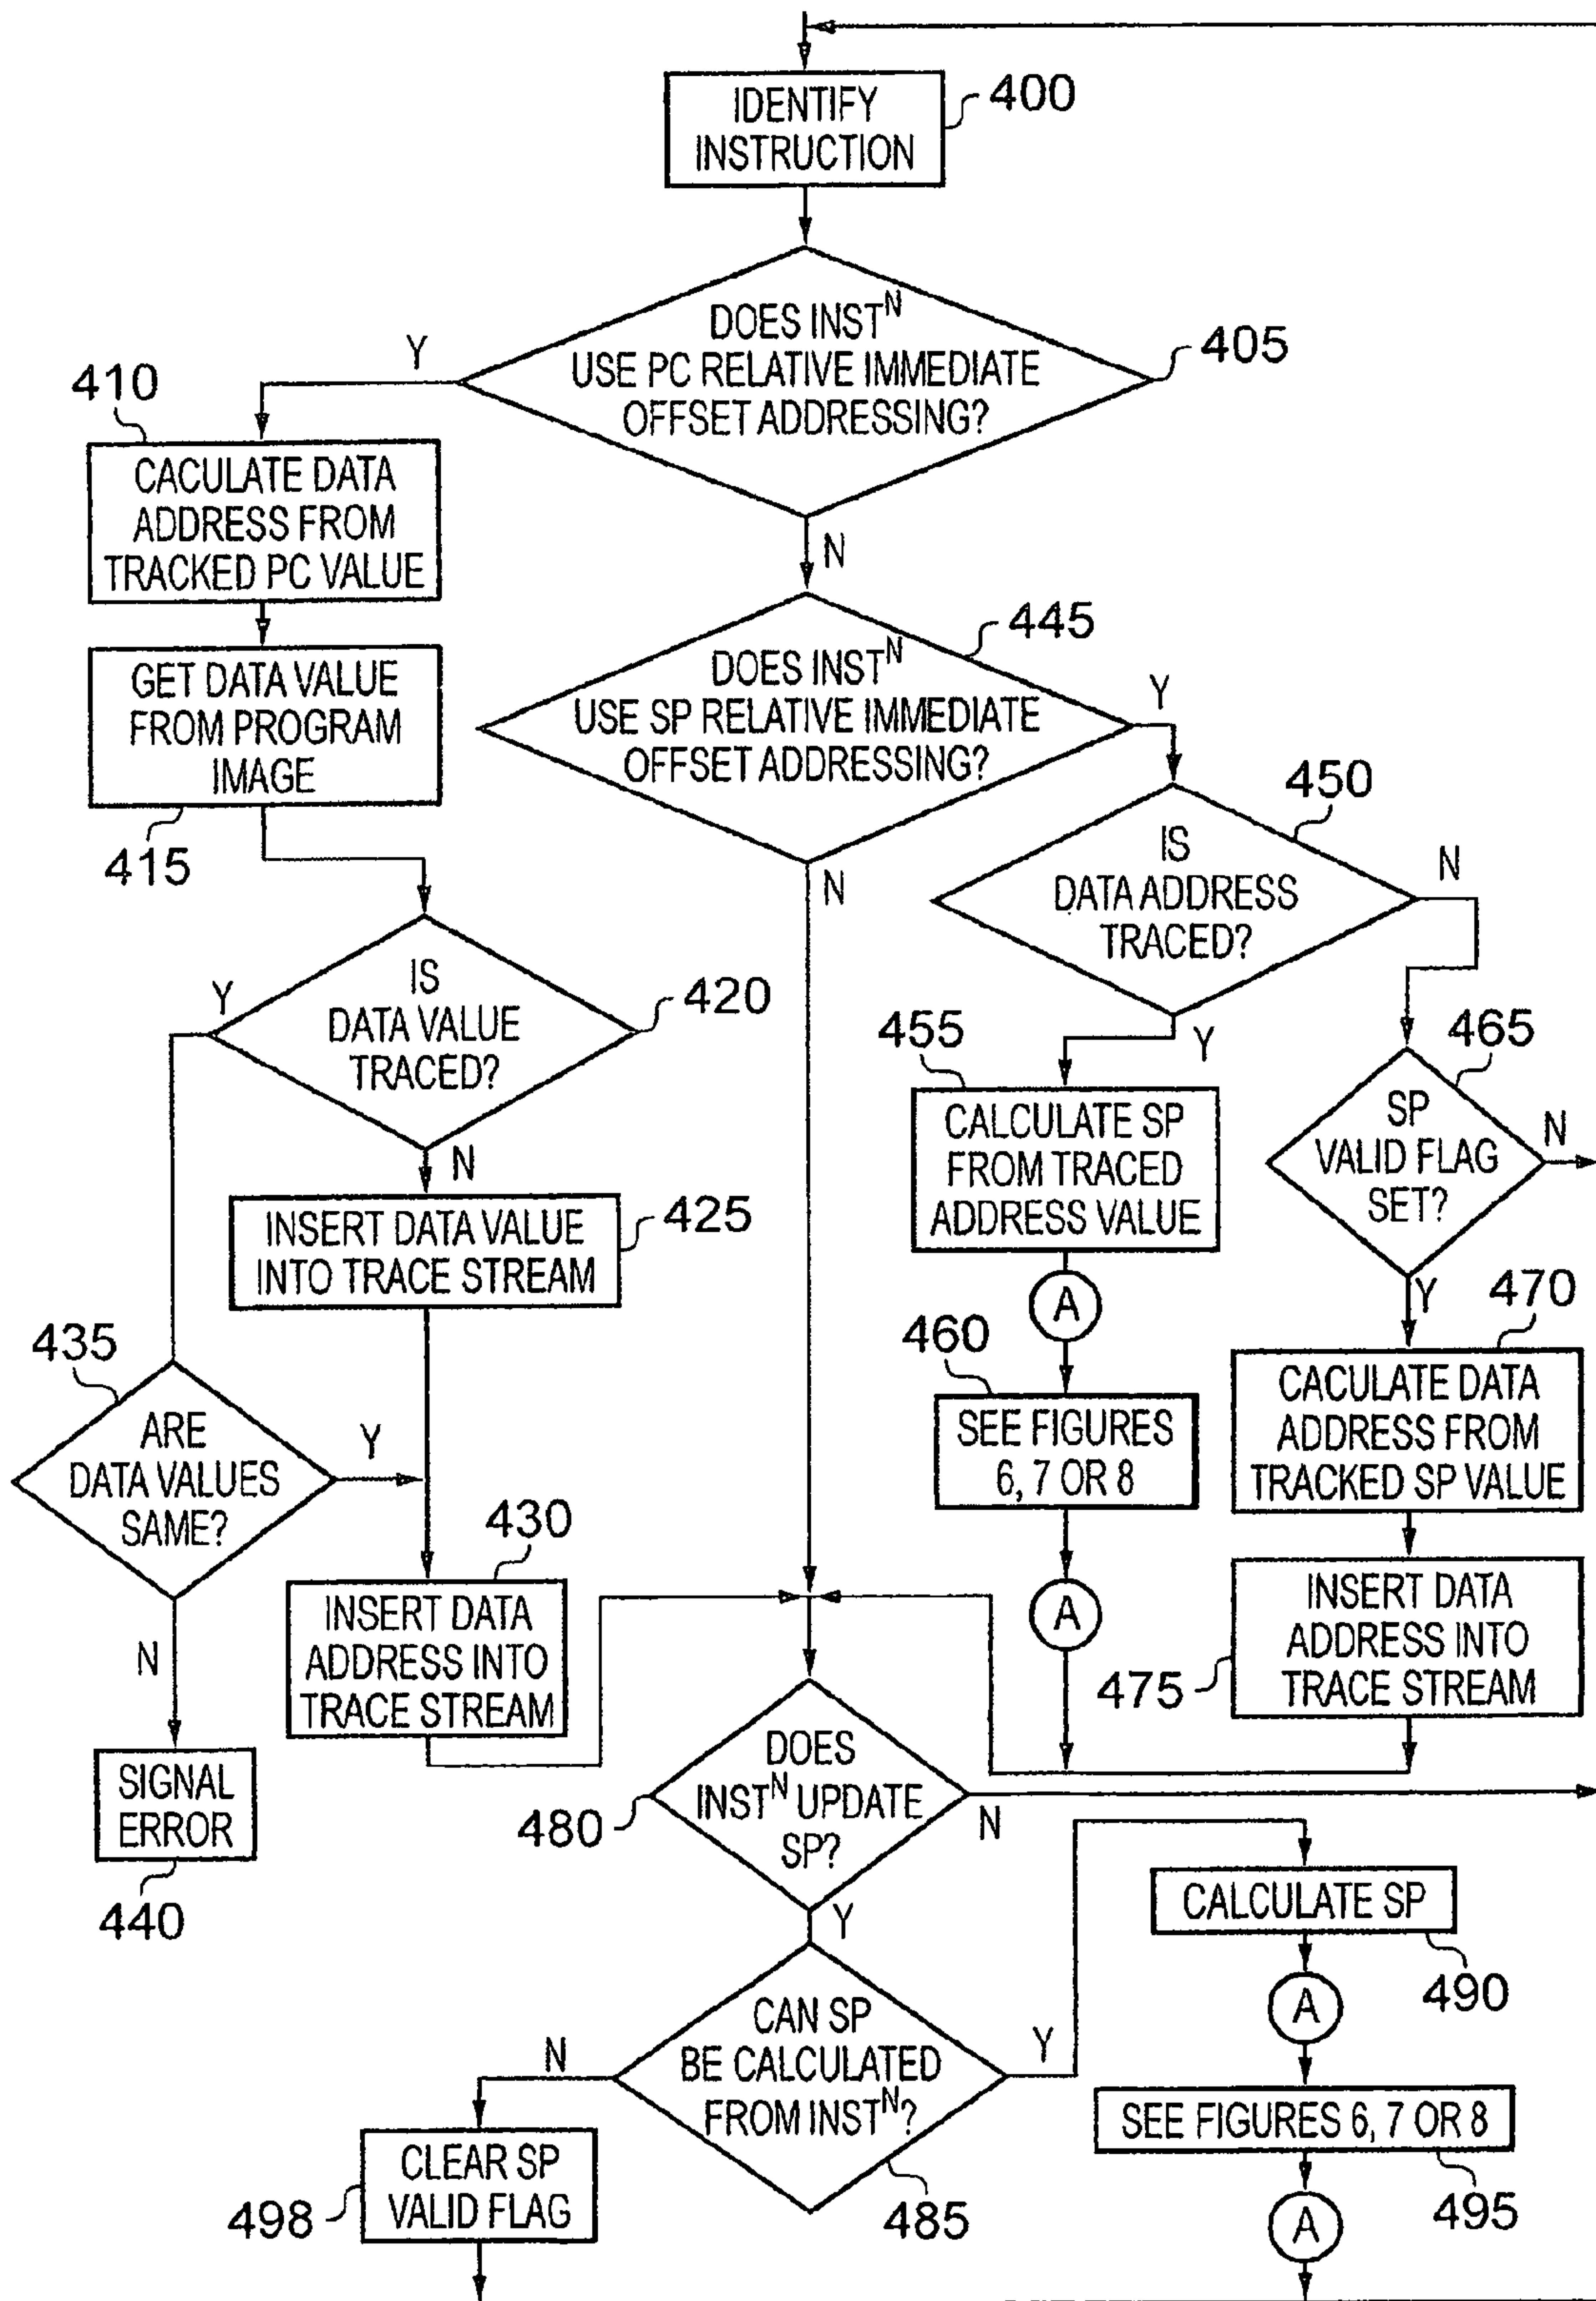 IDENTIFY
INSTRUCTION
400
DOES INST^N
USE PC RELATIVE IMMEDIATE
OFFSET ADDRESSING?
405
Y
N
410
CACULATE DATA
ADDRESS FROM
TRACKED PC VALUE
GET DATA VALUE
FROM PROGRAM
IMAGE
415
DOES INST^N
USE SP RELATIVE IMMEDIATE
OFFSET ADDRESSING?
445
Y
N
IS
DATA ADDRESS
TRACED?
450
N
Y
IS
DATA VALUE
TRACED?
420
Y
N
455
CALCULATE SP
FROM TRACED
ADDRESS VALUE
465
SP
VALID FLAG
SET?
N
Y
INSERT DATA VALUE
INTO TRACE STREAM
425
A
460
SEE FIGURES
6, 7 OR 8
A
470
CACULATE DATA
ADDRESS FROM
TRACKED SP VALUE
435
ARE
DATA VALUES
SAME?
Y
N
430
INSERT DATA
ADDRESS INTO
TRACE STREAM
INSERT DATA
ADDRESS INTO
TRACE STREAM
475
SIGNAL
ERROR
440
DOES
INST^N UPDATE
SP?
480
N
Y
CALCULATE SP
490
A
CAN SP
BE CALCULATED
FROM INST^N?
485
N
Y
SEE FIGURES 6, 7 OR 8
495
A
CLEAR SP
VALID FLAG
498